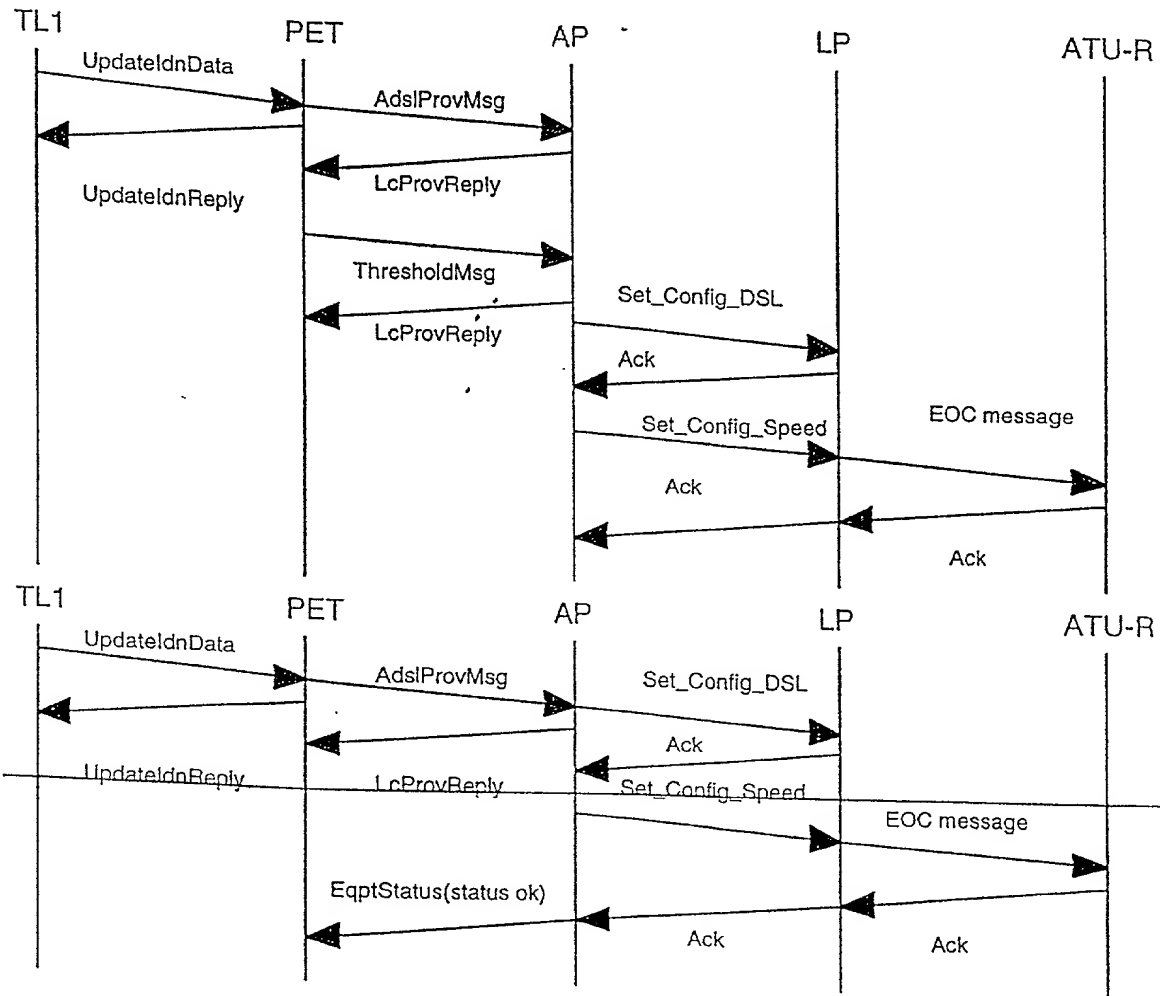 TL1
PET
AP
LP
ATU-R
UpdateIdnData
AdslProvMsg
LcProvReply
UpdateIdnReply
ThresholdMsg
LcProvReply
Set_Config_DSL
Ack
Set_Config_Speed
EOC message
Ack
Ack
TL1
PET
AP
LP
ATU-R
UpdateIdnData
AdslProvMsg
Set_Config_DSL
Ack
UpdateIdnReply
LcProvReply
Set_Config_Speed
EOC message
EqptStatus(status ok)
Ack
Ack